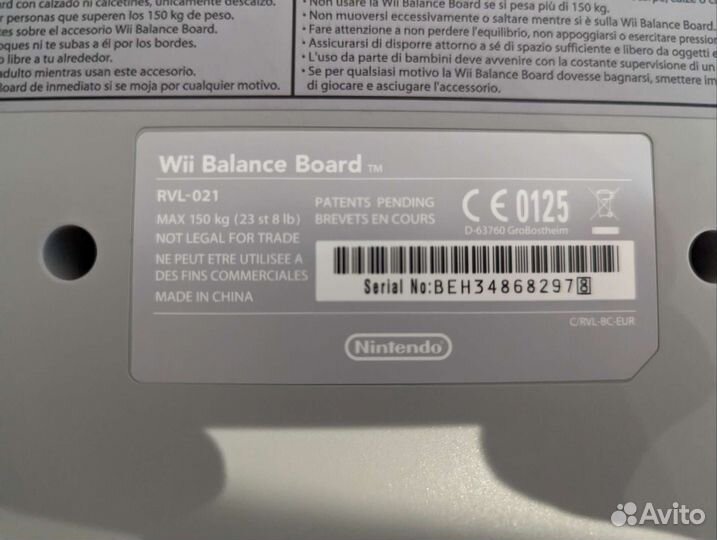 ard con calzado ni calcetines, únicamente descalzo.
r personas que superen los 150 kg de peso.
tes sobre el accesorio Wii Balance Board.
oques ni te subas a él por los bordes.
o libre a tu alrededor.
adulto mientras usan este accesorio.
Board de inmediato si se moja por cualquier motivo.
• Non usare la Wii Balance Board se si pesa più di 150 kg.
• Non muoversi eccessivamente o saltare mentre si è sulla Wii Balance Board.
• Fare attenzione a non perdere l'equilibrio, non appoggiarsi o esercitare pression
• Assicurarsi di disporre attorno a sé di spazio sufficiente e libero da oggetti e
• L'uso da parte di bambini deve avvenire con la costante supervisione di un
• Se per qualsiasi motivo la Wii Balance Board dovesse bagnarsi, smettere im
di giocare e asciugare l'accessorio.
Wii Balance Board TM
RVL-021
MAX 150 kg (23 st 8 lb)
NOT LEGAL FOR TRADE
NE PEUT ETRE UTILISEE A
DES FINS COMMERCIALES
MADE IN CHINA
PATENTS PENDING
BREVETS EN COURS
CE 0125
D-63760 Großostheim
Serial No:BEH348682978
C/RVL-BC-EUR
Nintendo
Avito